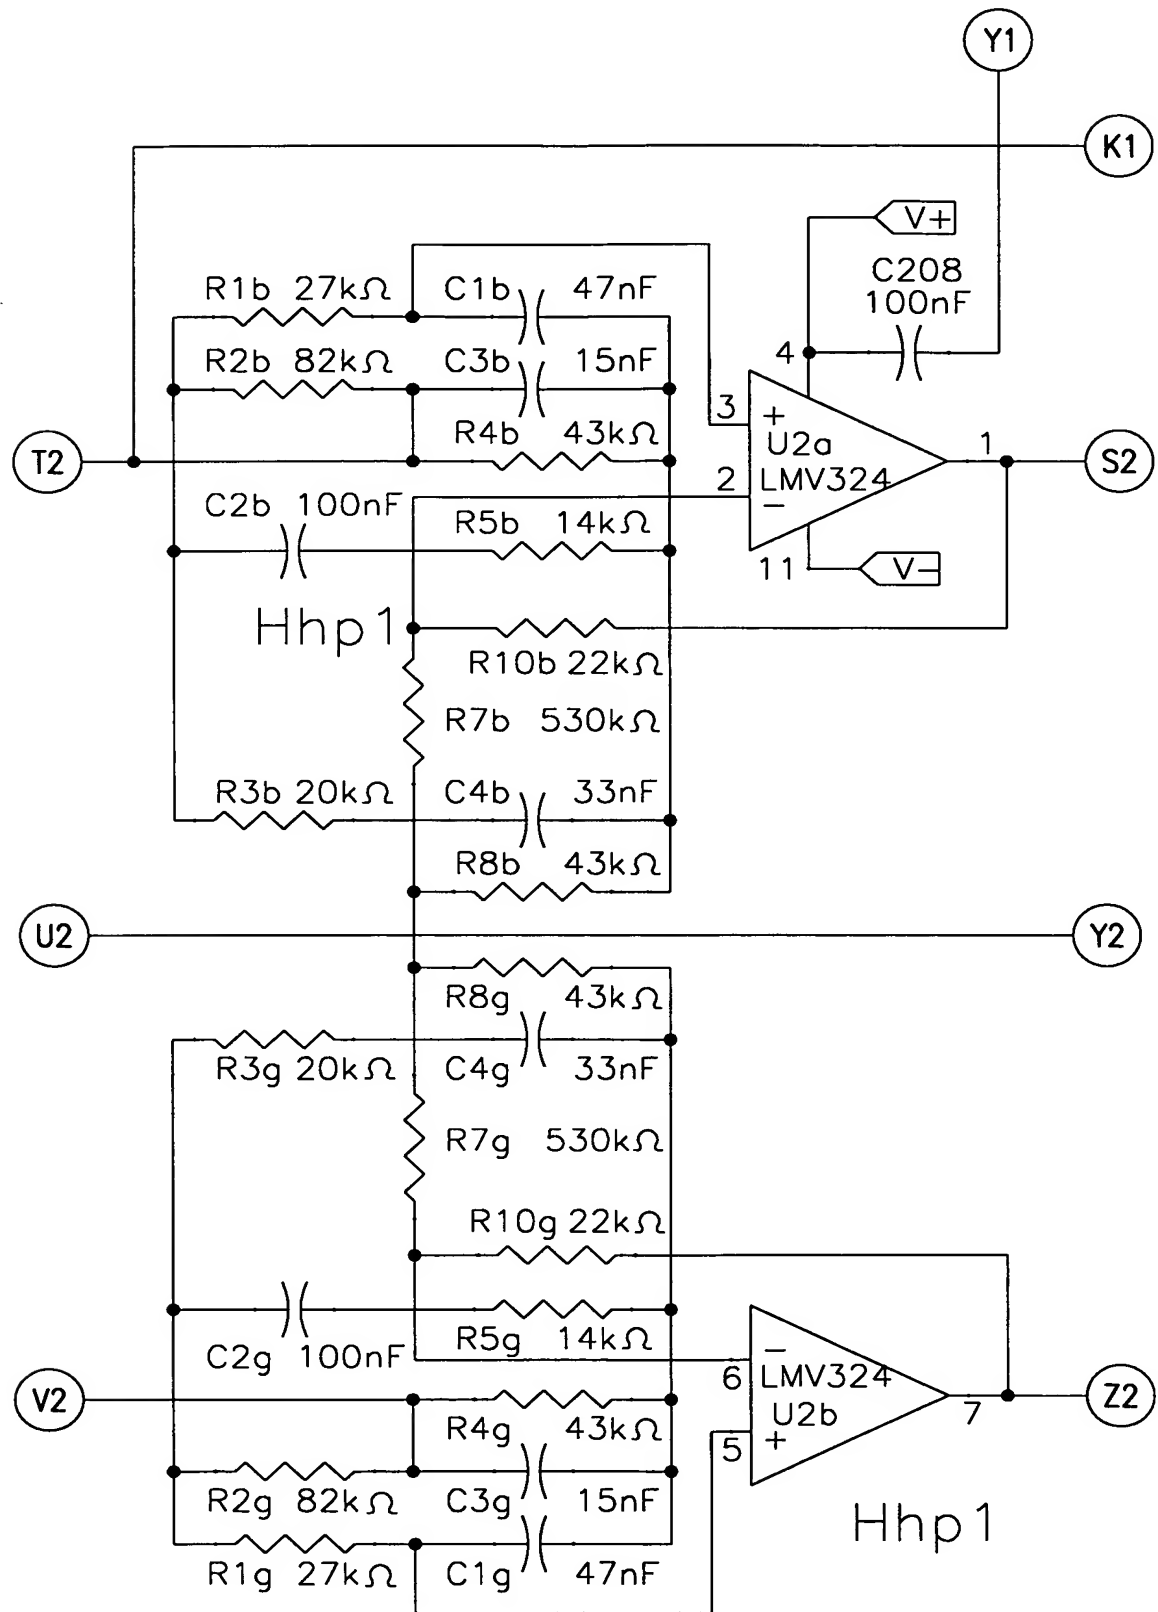 Y1
K1
V+
C208
100nF
R1b 27kΩ C1b 47nF
R2b 82kΩ C3b 15nF
4
3
+
R4b 43kΩ
U2a
1
T2
S2
2
LMV324
−
C2b 100nF
R5b 14kΩ
11
V−
Hhp1
R10b 22kΩ
R7b 530kΩ
R3b 20kΩ C4b 33nF
R8b 43kΩ
U2
Y2
R8g 43kΩ
R3g 20kΩ C4g 33nF
R7g 530kΩ
R10g 22kΩ
R5g 14kΩ
C2g 100nF
−
6
LMV324
V2
Z2
7
U2b
R4g 43kΩ
5
+
R2g 82kΩ C3g 15nF
Hhp1
R1g 27kΩ C1g 47nF